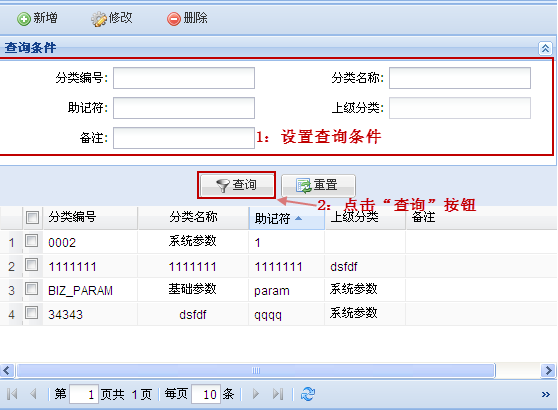 新增 修改 删除
查询条件
分类编号: 分类名称:
助记符: 上级分类:
备注: 1：设置查询条件
查询 重置
2：点击“查询”按钮
分类编号 分类名称 助记符 上级分类 备注
1 0002 系统参数 1
2 1111111 1111111 1111111 dsfdf
3 BIZ_PARAM 基础参数 param 系统参数
4 34343 dsfdf qqqq 系统参数
第 1 页共 1 页 每页 10 条